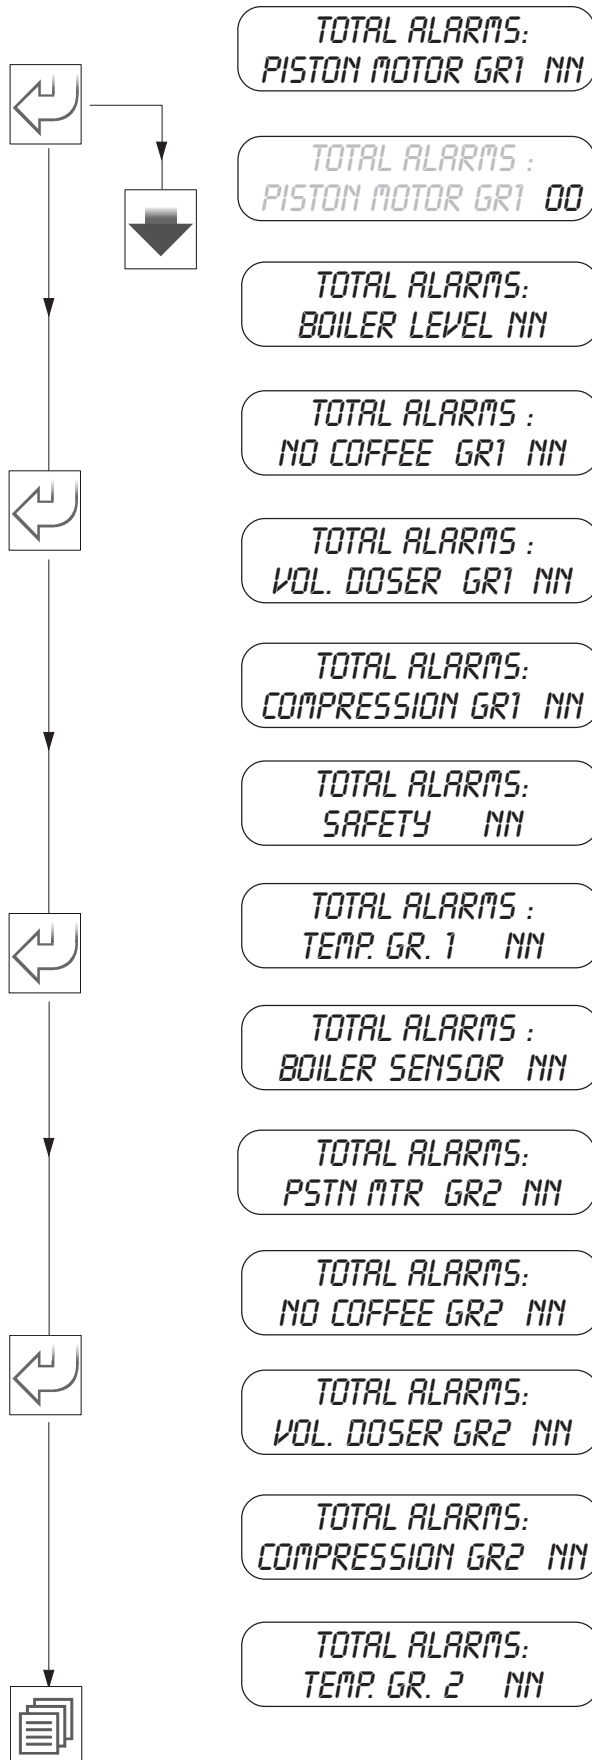 TOTAL ALARMS:
PISTON MOTOR GR1 NN
TOTAL ALARMS :
PISTON MOTOR GR1 00
TOTAL ALARMS:
BOILER LEVEL NN
TOTAL ALARMS :
NO COFFEE GR1 NN
TOTAL ALARMS :
VOL. DOSER GR1 NN
TOTAL ALARMS:
COMPRESSION GR1 NN
TOTAL ALARMS:
SAFETY NN
TOTAL ALARMS :
TEMP. GR. 1 NN
TOTAL ALARMS :
BOILER SENSOR NN
TOTAL ALARMS:
PSTN MTR GR2 NN
TOTAL ALARMS:
NO COFFEE GR2 NN
TOTAL ALARMS:
VOL. DOSER GR2 NN
TOTAL ALARMS:
COMPRESSION GR2 NN
TOTAL ALARMS:
TEMP. GR. 2 NN